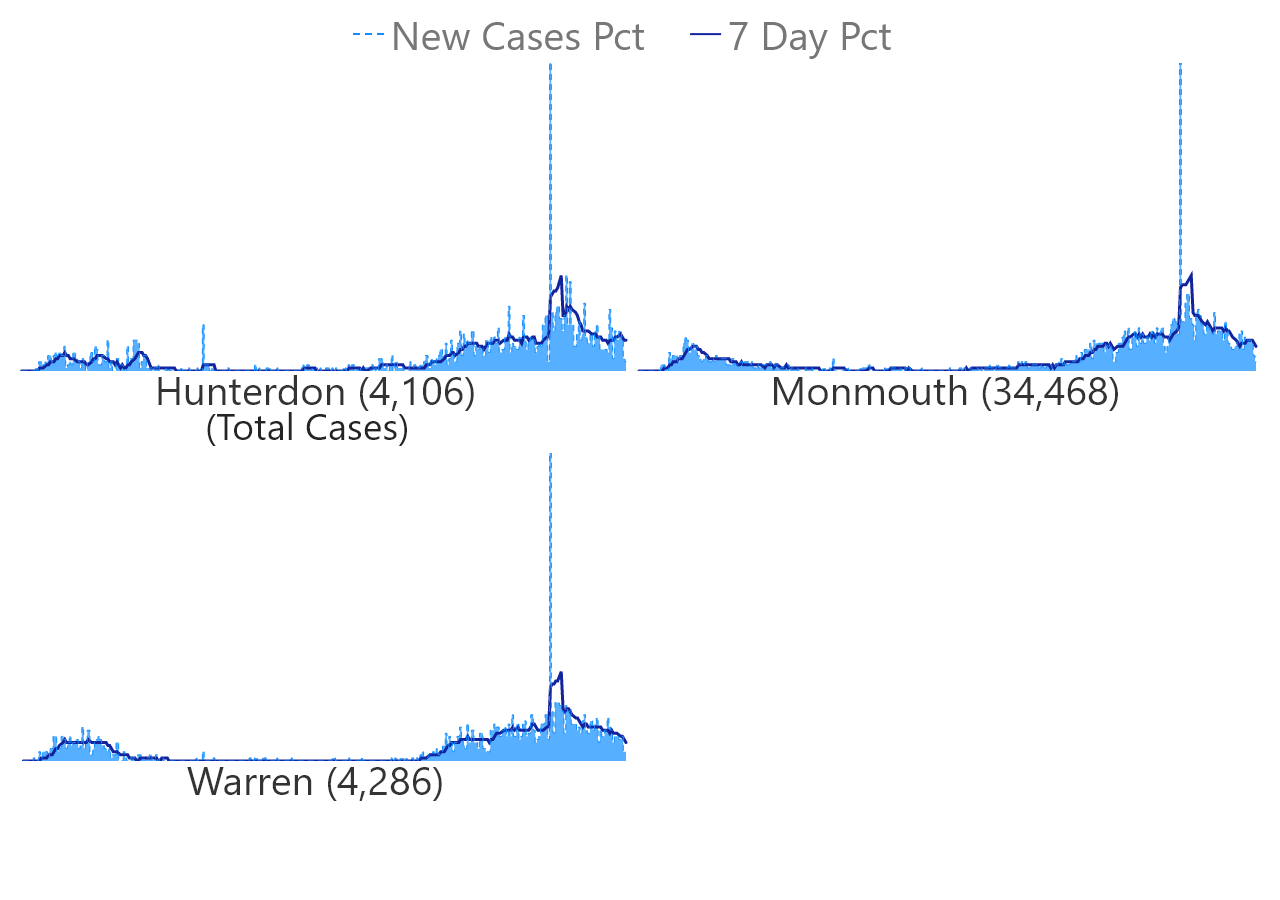 New Cases Pct 7 Day Pct
Hunterdon (4,106) Monmouth (34,468)
(Total Cases)
Warren (4,286)